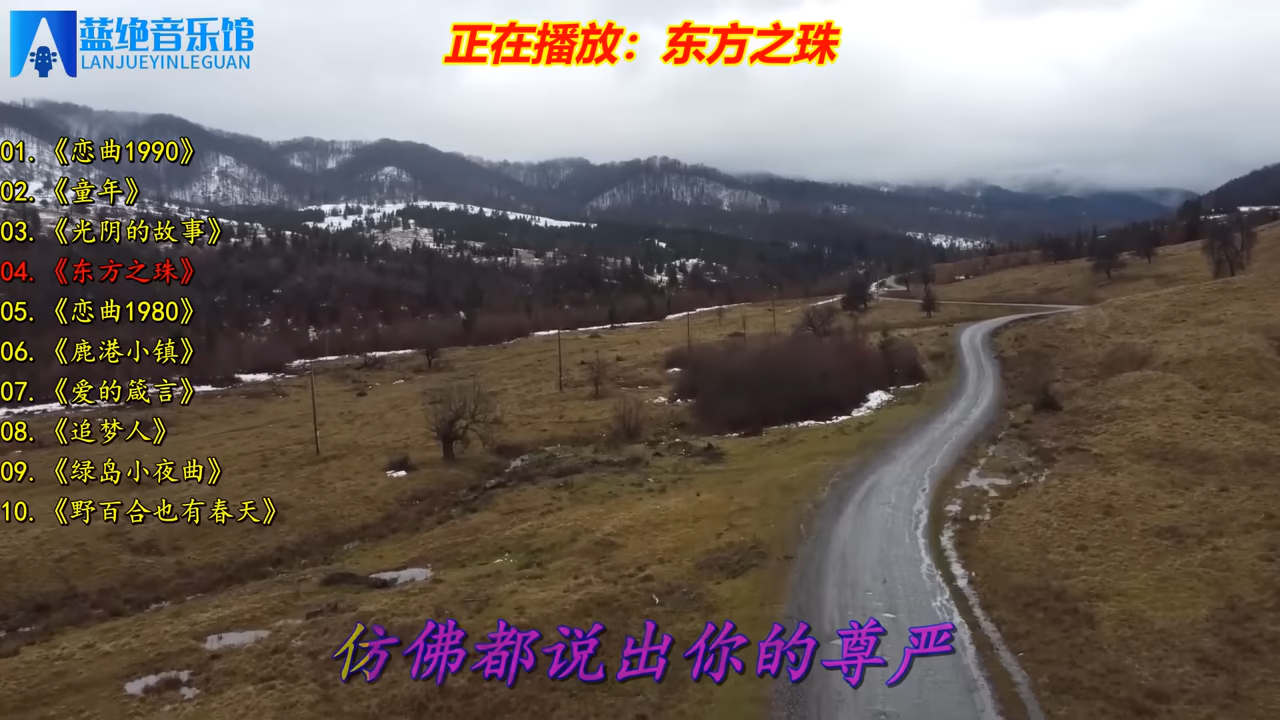 蓝绝音乐馆
LANJUEYINLEGUAN
正在播放：东方之珠
01.《恋曲1990》
02.《童年》
03.《光阴的故事》
04.《东方之珠》
05.《恋曲1980》
06.《鹿港小镇》
07.《爱的箴言》
08.《追梦人》
09.《绿岛小夜曲》
10.《野百合也有春天》
仿佛都说出你的尊严